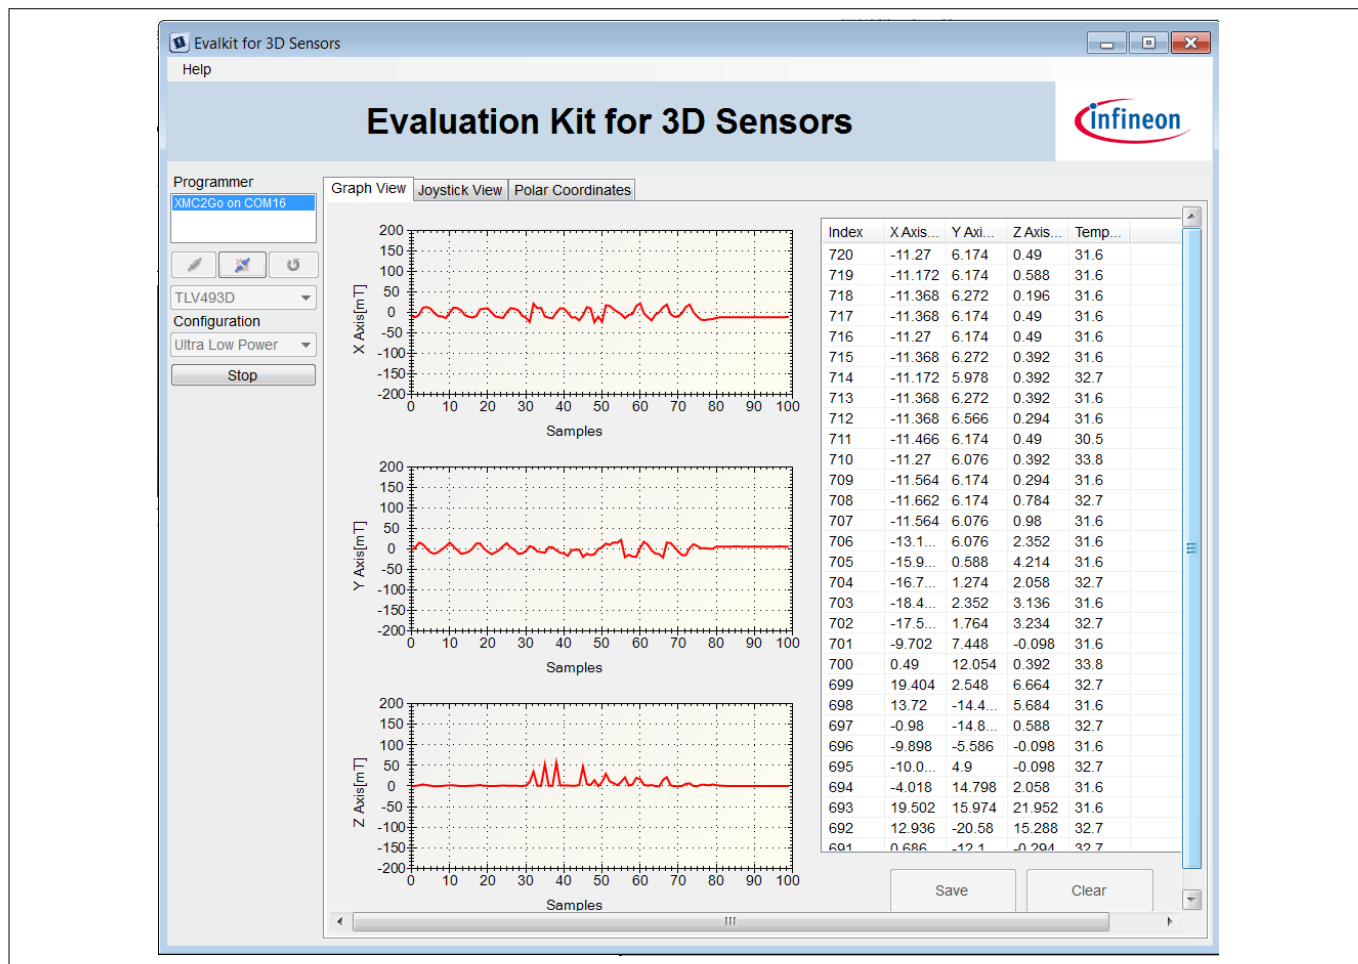 Evalkit for 3D Sensors
Help
Evaluation Kit for 3D Sensors
infineon
Programmer
XMC2Go on COM16
TLV493D
Configuration
Ultra Low Power
Stop
Graph View Joystick View Polar Coordinates
200
150
100
50
0
-50
-100
-150
-200
X Axis[mT]
0 10 20 30 40 50 60 70 80 90 100
Samples
200
150
100
50
0
-50
-100
-150
-200
Y Axis[mT]
0 10 20 30 40 50 60 70 80 90 100
Samples
200
150
100
50
0
-50
-100
-150
-200
Z Axis[mT]
0 10 20 30 40 50 60 70 80 90 100
Samples
Index X Axis... Y Axi... Z Axis... Temp...
720 -11.27 6.174 0.49 31.6
719 -11.172 6.174 0.588 31.6
718 -11.368 6.272 0.196 31.6
717 -11.368 6.174 0.49 31.6
716 -11.27 6.174 0.49 31.6
715 -11.368 6.272 0.392 31.6
714 -11.172 5.978 0.392 32.7
713 -11.368 6.272 0.392 31.6
712 -11.368 6.566 0.294 31.6
711 -11.466 6.174 0.49 30.5
710 -11.27 6.076 0.392 33.8
709 -11.564 6.174 0.294 31.6
708 -11.662 6.174 0.784 32.7
707 -11.564 6.076 0.98 31.6
706 -13.1... 6.076 2.352 31.6
705 -15.9... 0.588 4.214 31.6
704 -16.7... 1.274 2.058 32.7
703 -18.4... 2.352 3.136 31.6
702 -17.5... 1.764 3.234 32.7
701 -9.702 7.448 -0.098 31.6
700 0.49 12.054 0.392 33.8
699 19.404 2.548 6.664 32.7
698 13.72 -14.4... 5.684 31.6
697 -0.98 -14.8... 0.588 32.7
696 -9.898 -5.586 -0.098 31.6
695 -10.0... 4.9 -0.098 32.7
694 -4.018 14.798 2.058 31.6
693 19.502 15.974 21.952 31.6
692 12.936 -20.58 15.288 32.7
691 0.686 -12.1 -0.294 32.7
Save Clear